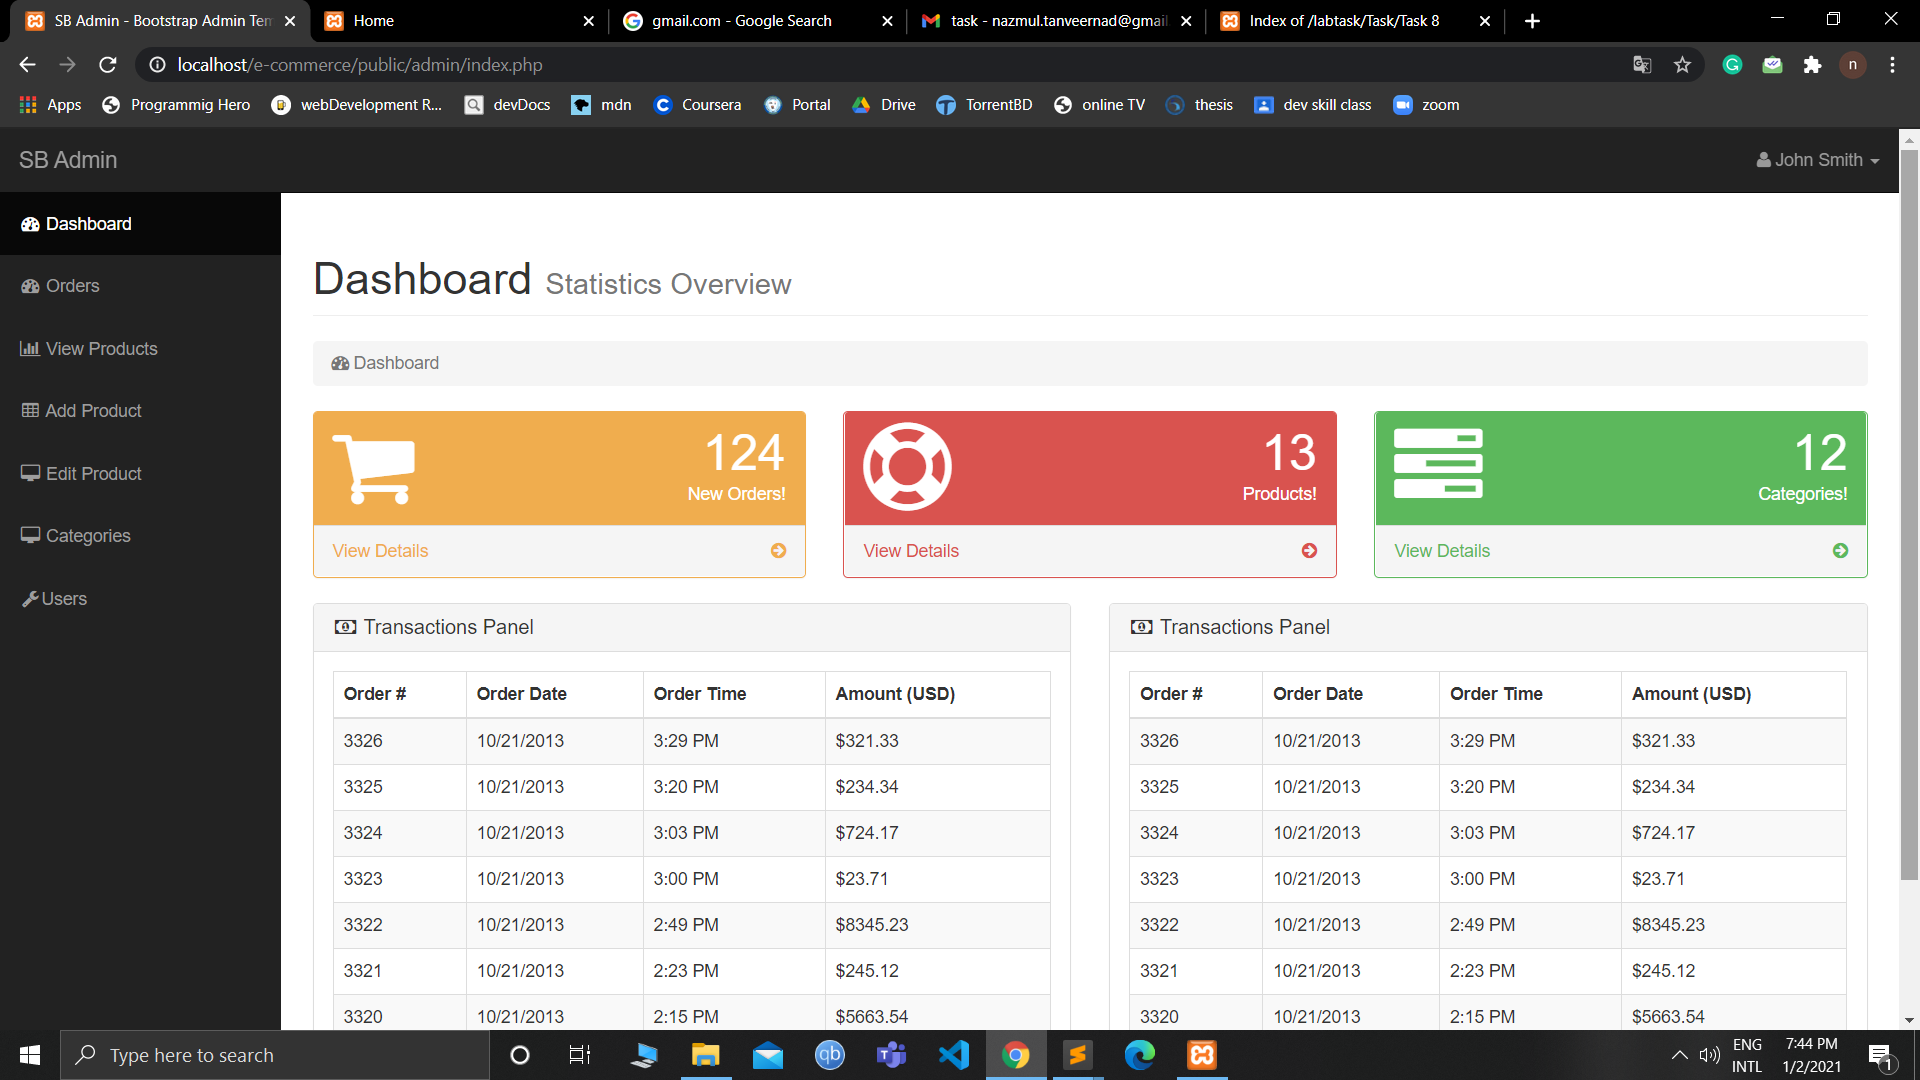 SB Admin - Bootstrap Admin Tem
Home
gmail.com - Google Search
task - nazmul.tanveernad@gmail
Index of /labtask/Task/Task 8
localhost/e-commerce/public/admin/index.php
n
Apps
Programmig Hero
webDevelopment R...
devDocs
mdn
Coursera
Portal
Drive
TorrentBD
online TV
thesis
dev skill class
zoom
SB Admin
John Smith
Dashboard
Orders
View Products
Add Product
Edit Product
Categories
Users
Dashboard Statistics Overview
Dashboard
124
New Orders!
View Details
13
Products!
View Details
12
Categories!
View Details
Transactions Panel
Order # Order Date Order Time Amount (USD)
3326 10/21/2013 3:29 PM $321.33
3325 10/21/2013 3:20 PM $234.34
3324 10/21/2013 3:03 PM $724.17
3323 10/21/2013 3:00 PM $23.71
3322 10/21/2013 2:49 PM $8345.23
3321 10/21/2013 2:23 PM $245.12
3320 10/21/2013 2:15 PM $5663.54
Transactions Panel
Order # Order Date Order Time Amount (USD)
3326 10/21/2013 3:29 PM $321.33
3325 10/21/2013 3:20 PM $234.34
3324 10/21/2013 3:03 PM $724.17
3323 10/21/2013 3:00 PM $23.71
3322 10/21/2013 2:49 PM $8345.23
3321 10/21/2013 2:23 PM $245.12
3320 10/21/2013 2:15 PM $5663.54
Type here to search
qb
ENG
INTL
7:44 PM
1/2/2021
1